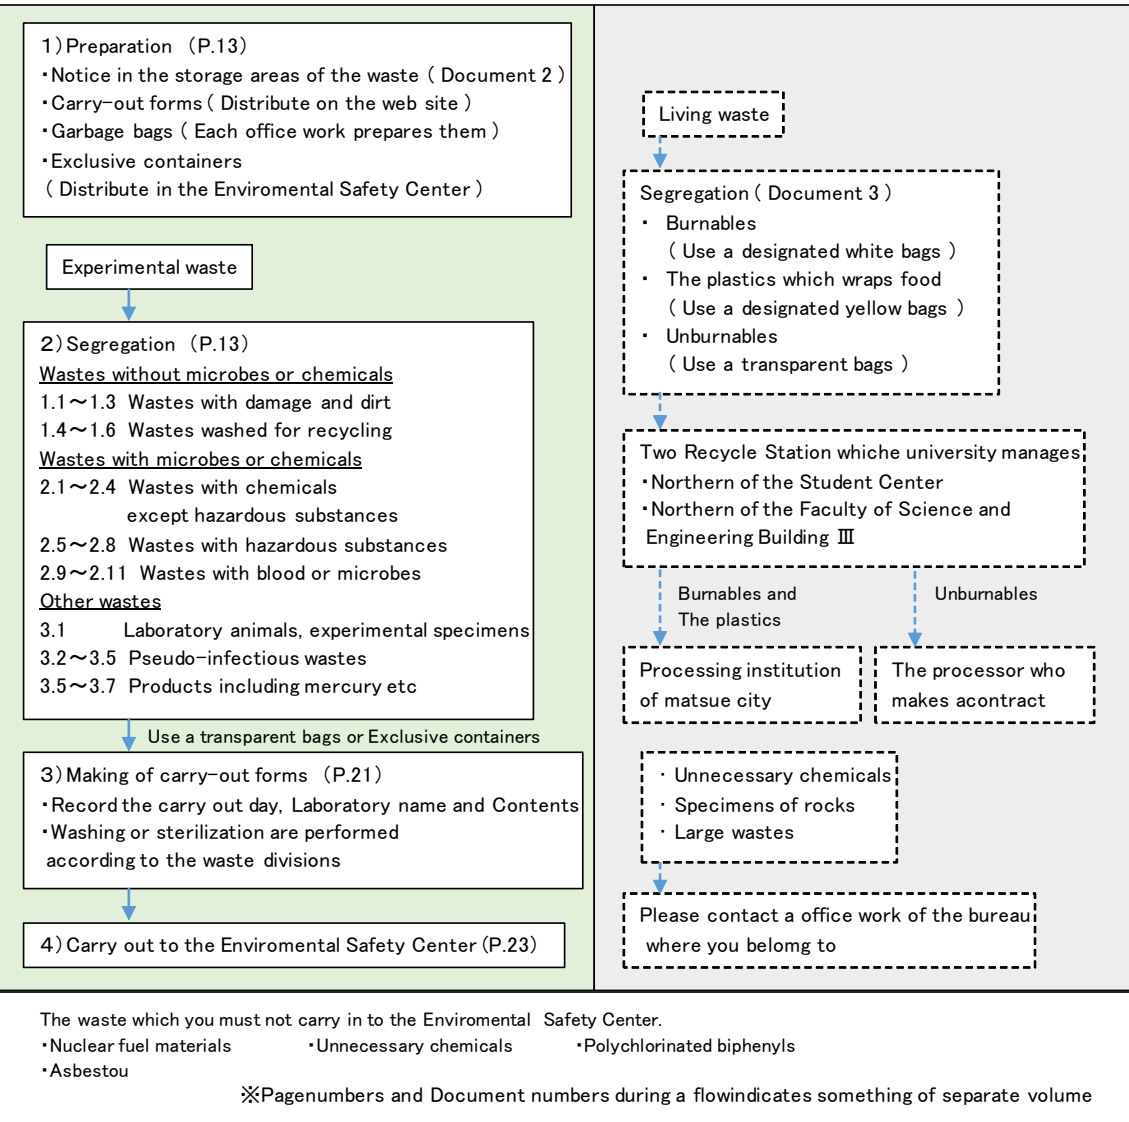 1)Preparation （P.13)
・Notice in the storage areas of the waste ( Document 2 )
・Carry-out forms ( Distribute on the web site )
・Garbage bags ( Each office work prepares them )
・Exclusive containers
( Distribute in the Enviromental Safety Center )
Experimental waste
2)Segregation （P.13)
Wastes without microbes or chemicals
1.1～1.3 Wastes with damage and dirt
1.4～1.6 Wastes washed for recycling
Wastes with microbes or chemicals
2.1～2.4 Wastes with chemicals
except hazardous substances
2.5～2.8 Wastes with hazardous substances
2.9～2.11 Wastes with blood or microbes
Other wastes
3.1 Laboratory animals, experimental specimens
3.2～3.5 Pseudo-infectious wastes
3.5～3.7 Products including mercury etc
Use a transparent bags or Exclusive containers
3)Making of carry-out forms （P.21)
・Record the carry out day, Laboratory name and Contents
・Washing or sterilization are performed
according to the waste divisions
4)Carry out to the Enviromental Safety Center(P.23)
Living waste
Segregation ( Document 3 )
・ Burnables
( Use a designated white bags )
・ The plastics which wraps food
( Use a designated yellow bags )
・ Unburnables
( Use a transparent bags )
Two Recycle Station whiche university manages
・Northern of the Student Center
・Northern of the Faculty of Science and
Engineering Building Ⅲ
Burnables and
The plastics
Unburnables
Processing institution
of matsue city
The processor who
makes acontract
・ Unnecessary chemicals
・ Specimens of rocks
・ Large wastes
Please contact a office work of the bureau
where you belomg to
The waste which you must not carry in to the Enviromental Safety Center.
・Nuclear fuel materials ・Unnecessary chemicals ・Polychlorinated biphenyls
・Asbestou
※Pagenumbers and Document numbers during a flowindicates something of separate volume